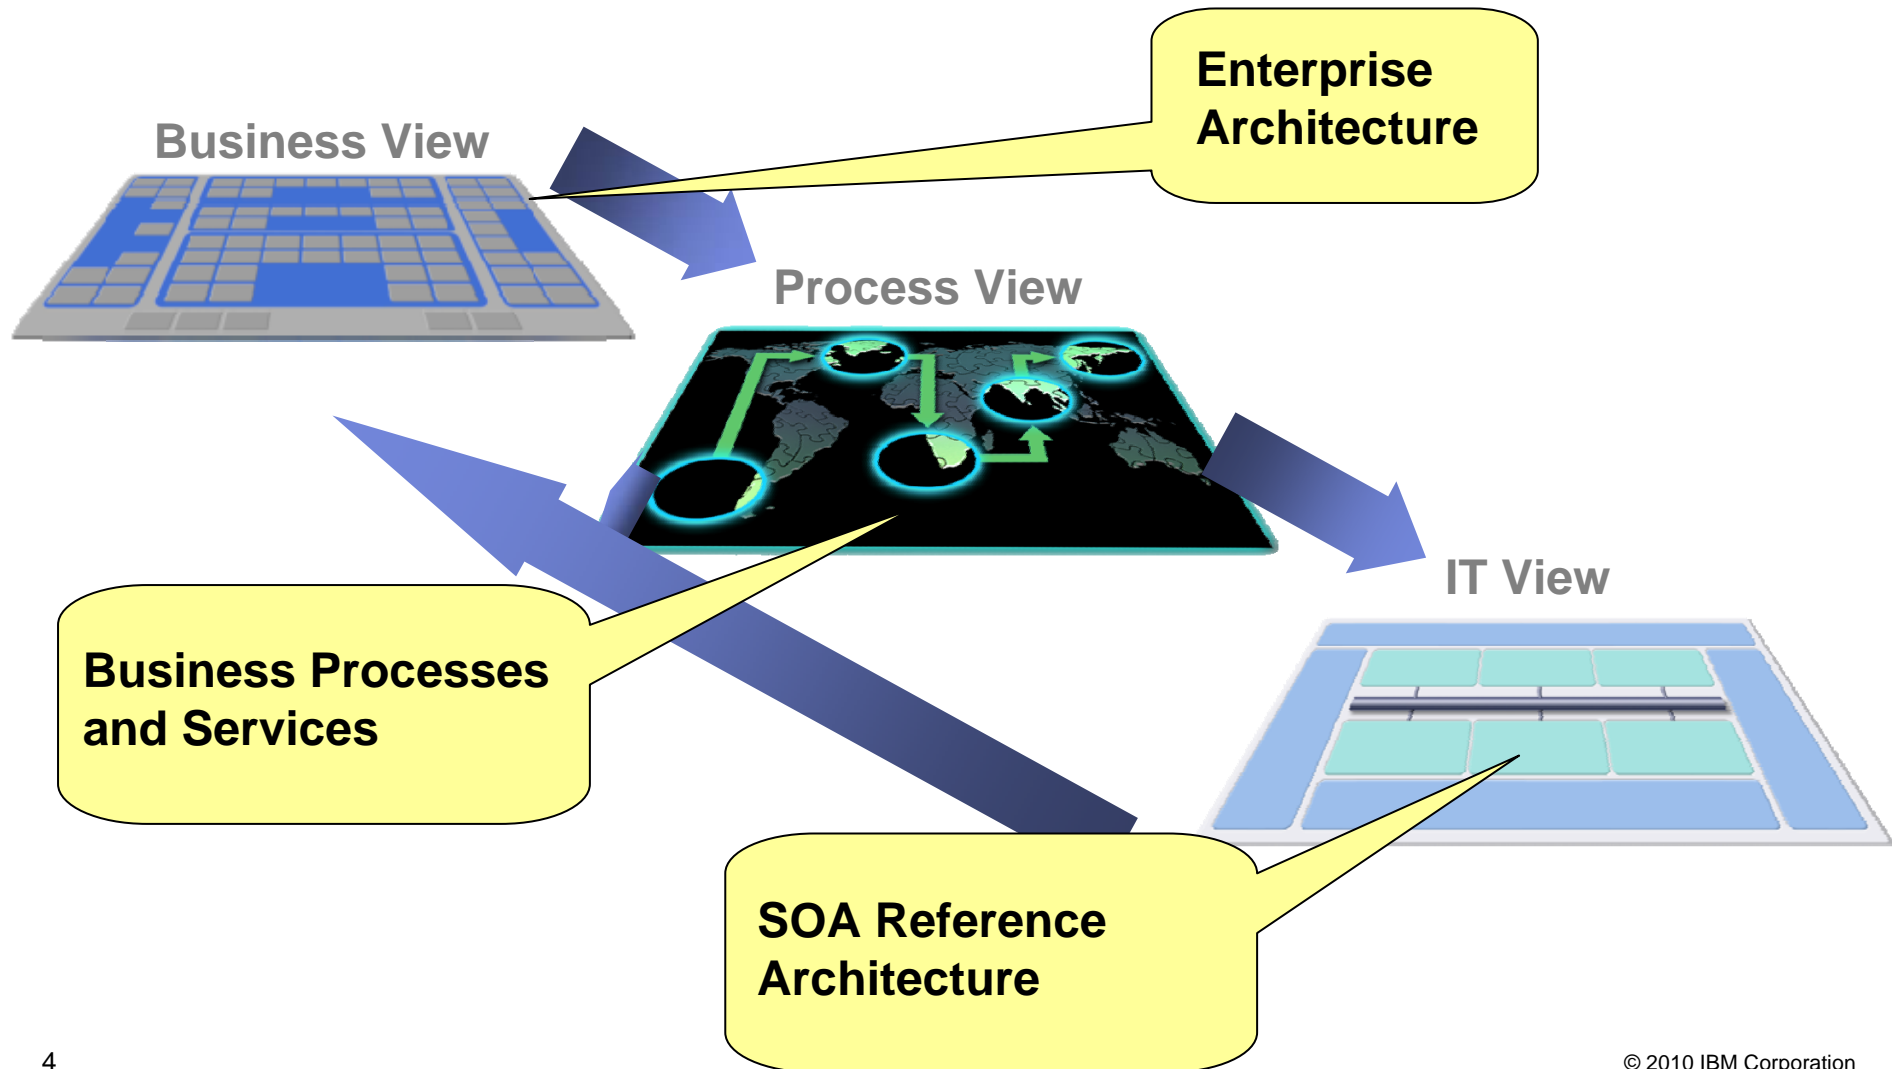 Enterprise
Architecture
Business View
Process View
IT View
Business Processes
and Services
SOA Reference
Architecture
4
© 2010 IBM Corporation